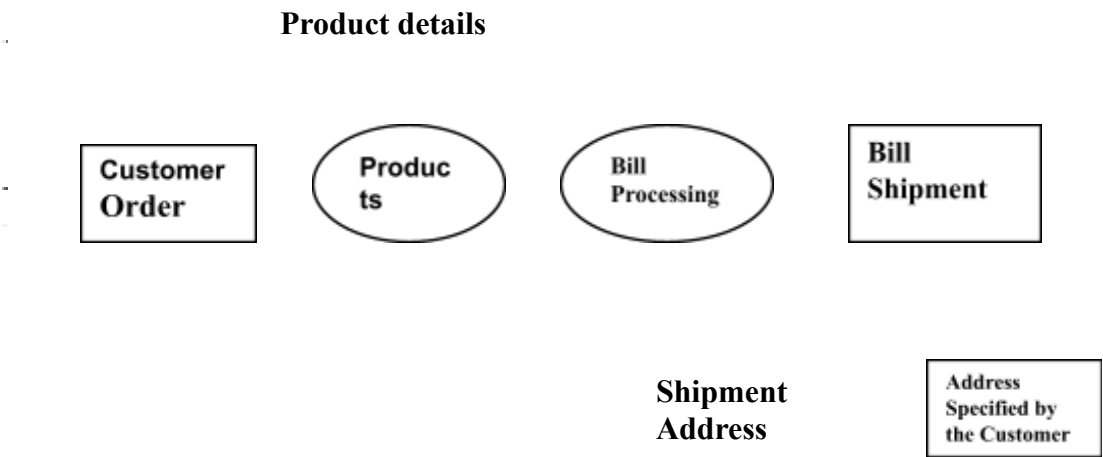 Product details
Customer
Order
Produc
ts
Bill
Processing
Bill
Shipment
Shipment
Address
Address
Specified by
the Customer